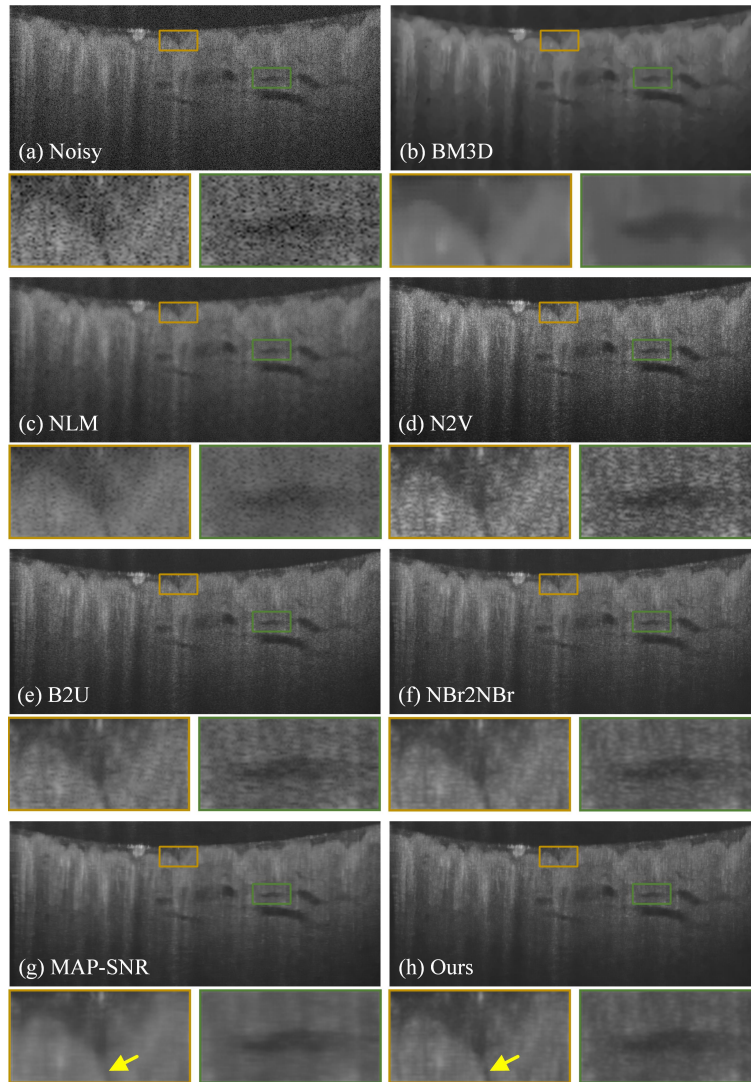 (a) Noisy
(b) BM3D
(c) NLM
(d) N2V
(e) B2U
(f) NBr2NBr
(g) MAP-SNR
(h) Ours